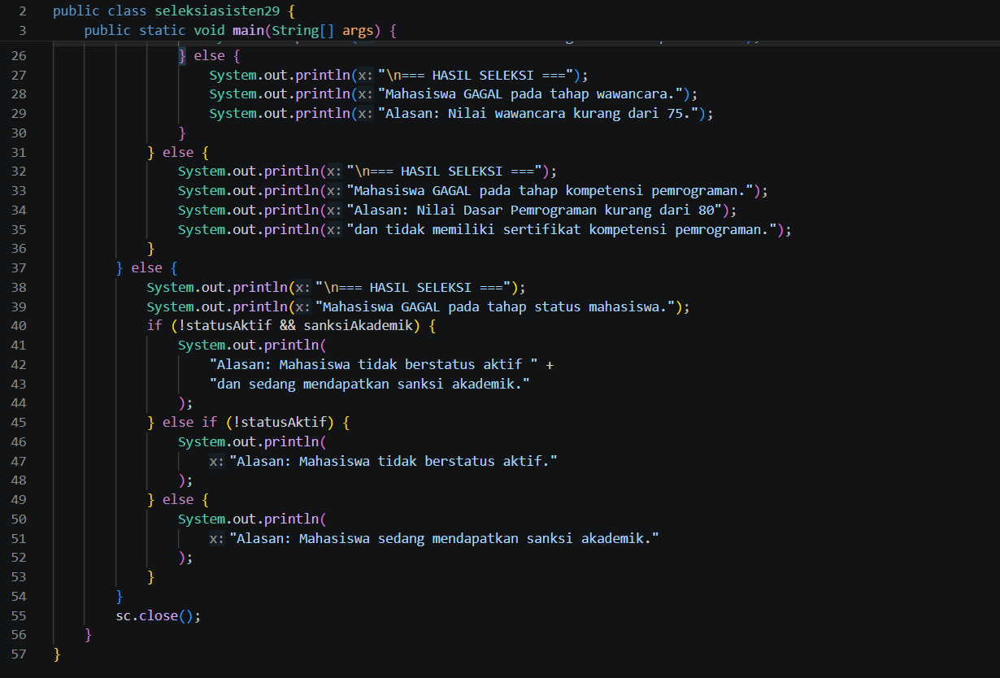 2 public class seleksiasisten29 {
3 public static void main(String[] args) {
26 } else {
27 System.out.println(x: "\n=== HASIL SELEKSI ===");
28 System.out.println(x: "Mahasiswa GAGAL pada tahap wawancara.");
29 System.out.println(x: "Alasan: Nilai wawancara kurang dari 75.");
30 }
31 } else {
32 System.out.println(x: "\n=== HASIL SELEKSI ===");
33 System.out.println(x: "Mahasiswa GAGAL pada tahap kompetensi pemrograman.");
34 System.out.println(x: "Alasan: Nilai Dasar Pemrograman kurang dari 80");
35 System.out.println(x: "dan tidak memiliki sertifikat kompetensi pemrograman.");
36 }
37 } else {
38 System.out.println(x: "\n=== HASIL SELEKSI ===");
39 System.out.println(x: "Mahasiswa GAGAL pada tahap status mahasiswa.");
40 if (!statusAktif && sanksiAkademik) {
41 System.out.println(
42 "Alasan: Mahasiswa tidak berstatus aktif " +
43 "dan sedang mendapatkan sanksi akademik."
44 );
45 } else if (!statusAktif) {
46 System.out.println(
47 x: "Alasan: Mahasiswa tidak berstatus aktif."
48 );
49 } else {
50 System.out.println(
51 x: "Alasan: Mahasiswa sedang mendapatkan sanksi akademik."
52 );
53 }
54 }
55 sc.close();
56 }
57 }